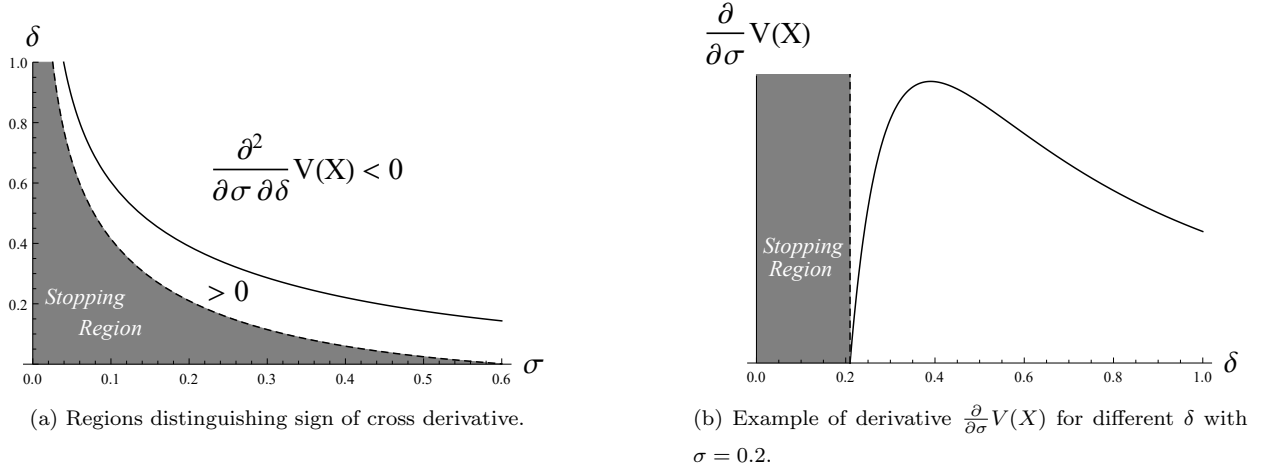 δ
1.0
0.8
0.6
0.4
0.2
∂²/∂σ ∂δ V(X) < 0
> 0
Stopping
Region
0.0 0.1 0.2 0.3 0.4 0.5 0.6 σ
(a) Regions distinguishing sign of cross derivative.
∂/∂σ V(X)
Stopping
Region
0.0 0.2 0.4 0.6 0.8 1.0 δ
(b) Example of derivative ∂/∂σ V(X) for different δ with
σ = 0.2.